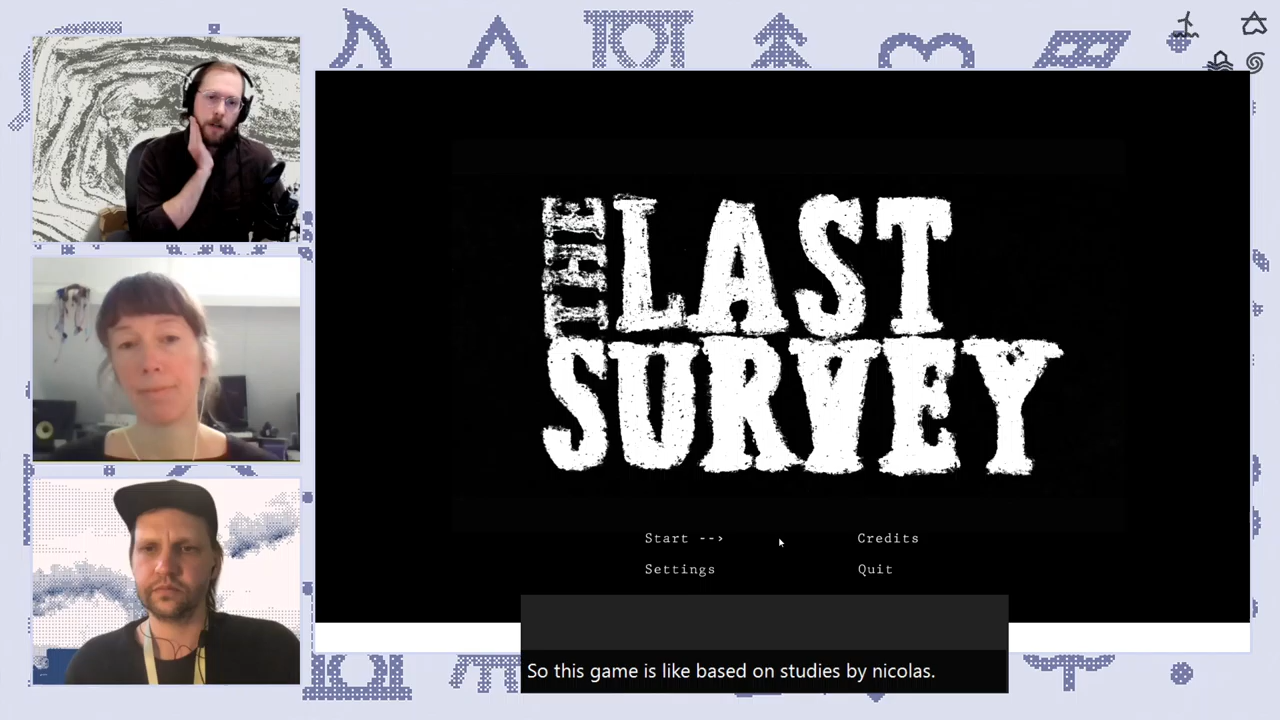 THE LAST
SURVEY
Start --> Credits
Settings Quit
So this game is like based on studies by nicolas.